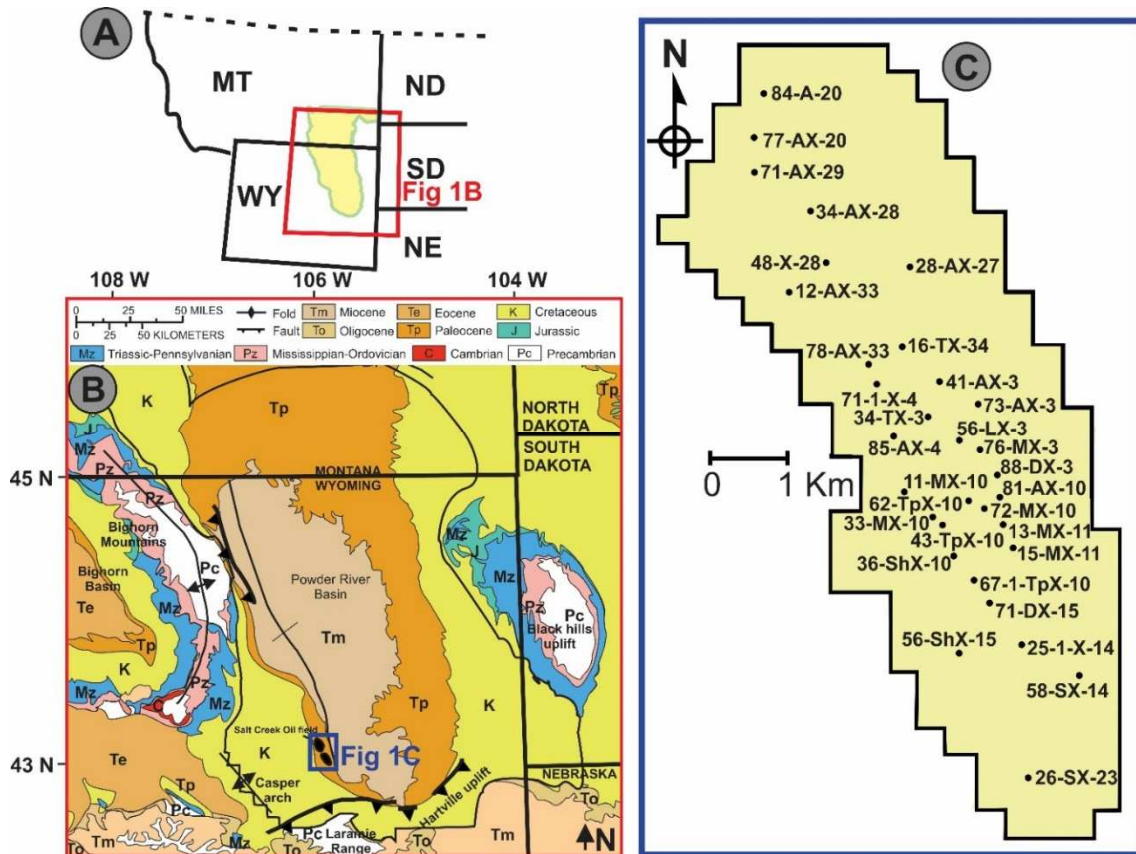 A
MT
ND
SD
WY
Fig 1B
NE
108 W
106 W
104 W
0 25 50 MILES
0 25 50 KILOMETERS
Fold
Fault
Tm Miocene
To Oligocene
Te Eocene
Tp Paleocene
K Cretaceous
J Jurassic
Mz Triassic-Pennsylvanian
Pz Mississippian-Ordovician
C Cambrian
Pc Precambrian
B
K
Tp
NORTH DAKOTA
SOUTH DAKOTA
Tp
J
Mz
Pz
45 N
MONTANA
WYOMING
Pz
Bighorn Mountains
K
Bighorn Basin
Pc
Te
Mz
Tp
Powder River Basin
Tm
Mz
J
Mz
Pz
Pc
Black hills uplift
K
Mz
Pz
C
Mz
Tp
K
Salt Creek Oil field
Fig 1C
43 N
Te
K
Casper arch
Hartville uplift
NEBRASKA
To
Tp
Pc
Tm
Mz
To
Pc
Laramie Range
To
Tm
To
N
C
N
84-A-20
77-AX-20
71-AX-29
34-AX-28
48-X-28
28-AX-27
12-AX-33
16-TX-34
78-AX-33
41-AX-3
71-1-X-4
73-AX-3
34-TX-3
56-LX-3
85-AX-4
76-MX-3
88-DX-3
11-MX-10
81-AX-10
62-TpX-10
72-MX-10
33-MX-10
13-MX-11
43-TpX-10
15-MX-11
36-ShX-10
67-1-TpX-10
71-DX-15
56-ShX-15
25-1-X-14
58-SX-14
26-SX-23
0 1 Km